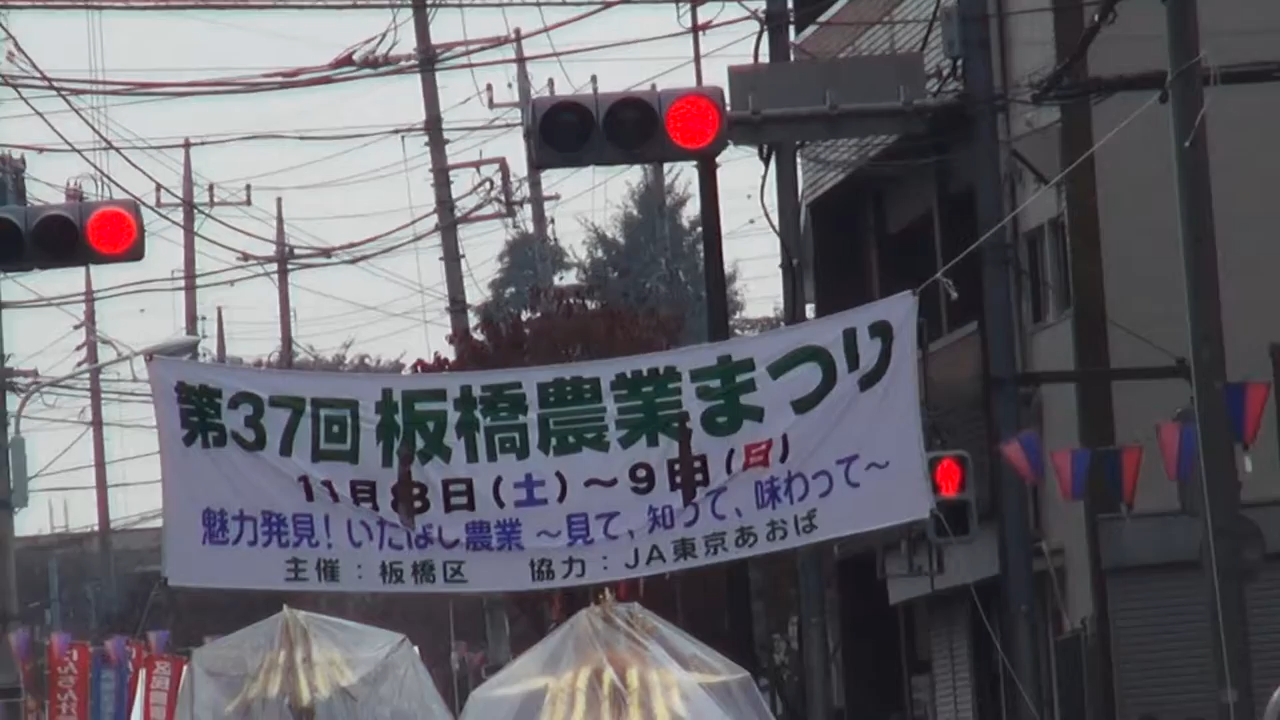 第37回 板橋農業まつり
11月8日(土)～9日(日)
魅力発見！いたばし農業 ～見て、知って、味わって～
主催：板橋区 協力：JA東京あおば